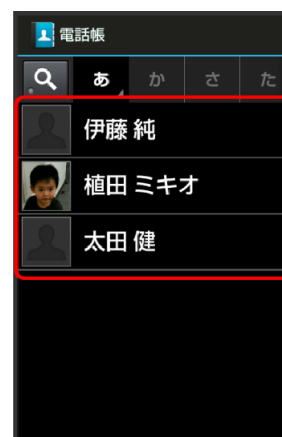 電話帳
あ か さ た
伊藤 純
植田 ミキオ
太田 健